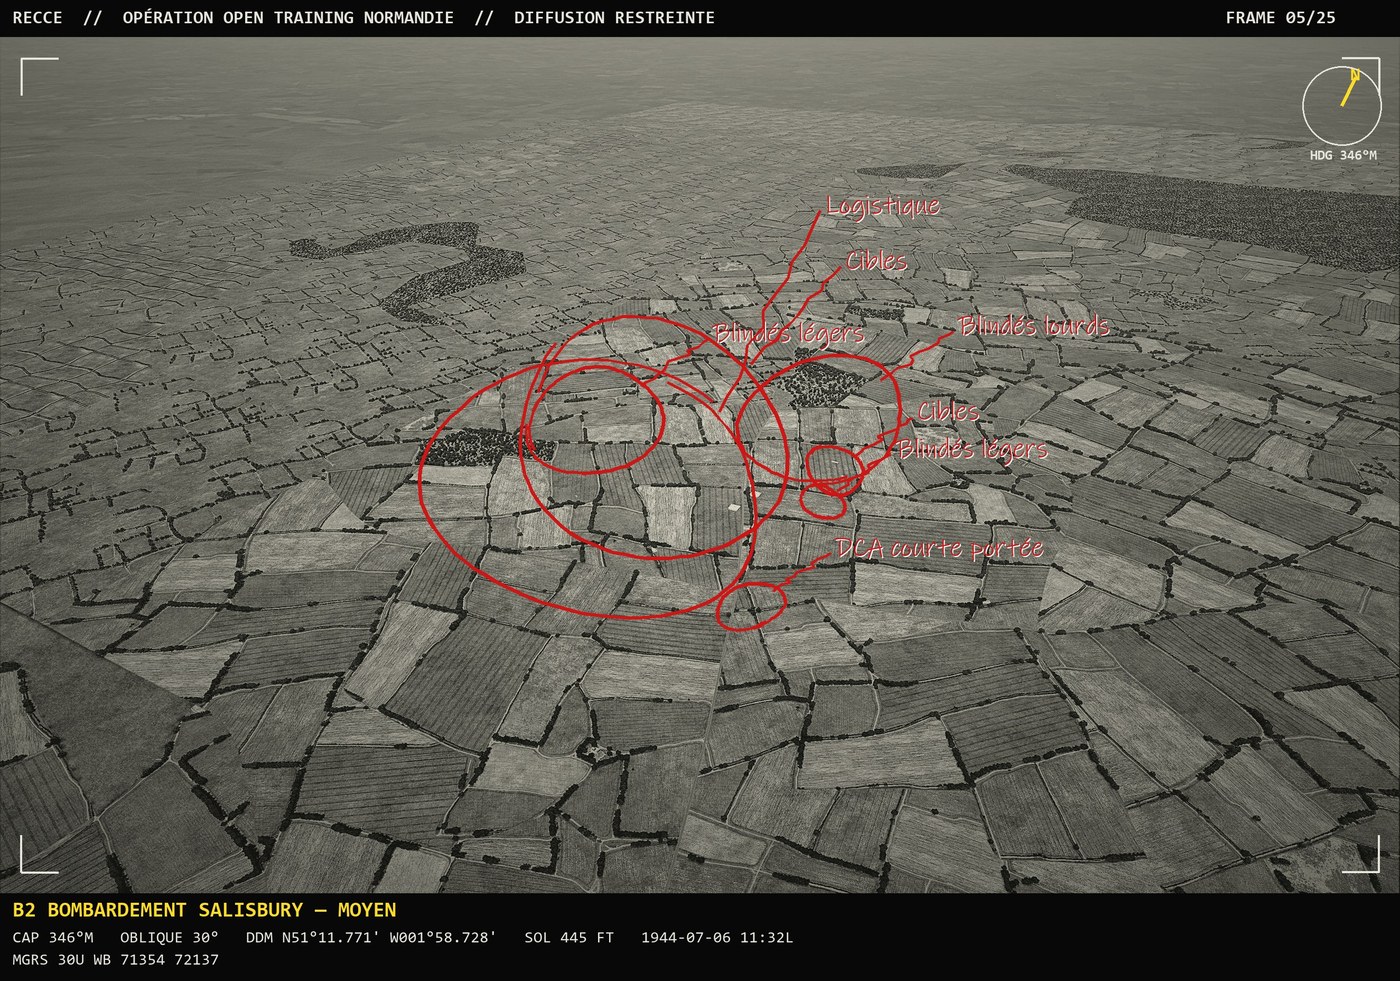 RECCE // OPÉRATION OPEN TRAINING NORMANDIE // DIFFUSION RESTREINTE FRAME 05/25
N
HDG 346°M
Logistique
Cibles
Blindés légers
Blindés lourds
Cibles
Blindés légers
DCA courte portée
B2 BOMBARDEMENT SALISBURY — MOYEN
CAP 346°M OBLIQUE 30° DDM N51°11.771' W001°58.728' SOL 445 FT 1944-07-06 11:32L
MGRS 30U WB 71354 72137